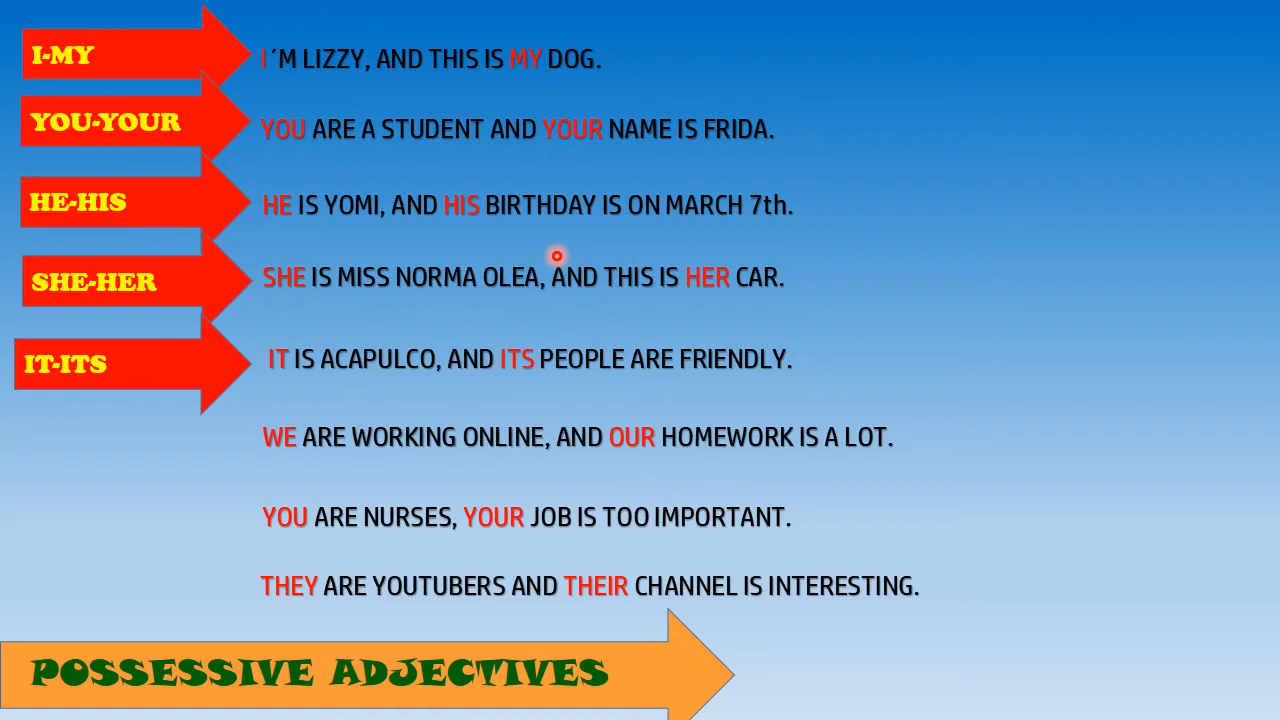 I-MY
I´M LIZZY, AND THIS IS MY DOG.
YOU-YOUR
YOU ARE A STUDENT AND YOUR NAME IS FRIDA.
HE-HIS
HE IS YOMI, AND HIS BIRTHDAY IS ON MARCH 7th.
SHE-HER
SHE IS MISS NORMA OLEA, AND THIS IS HER CAR.
IT-ITS
IT IS ACAPULCO, AND ITS PEOPLE ARE FRIENDLY.
WE ARE WORKING ONLINE, AND OUR HOMEWORK IS A LOT.
YOU ARE NURSES, YOUR JOB IS TOO IMPORTANT.
THEY ARE YOUTUBERS AND THEIR CHANNEL IS INTERESTING.
POSSESSIVE ADJECTIVES